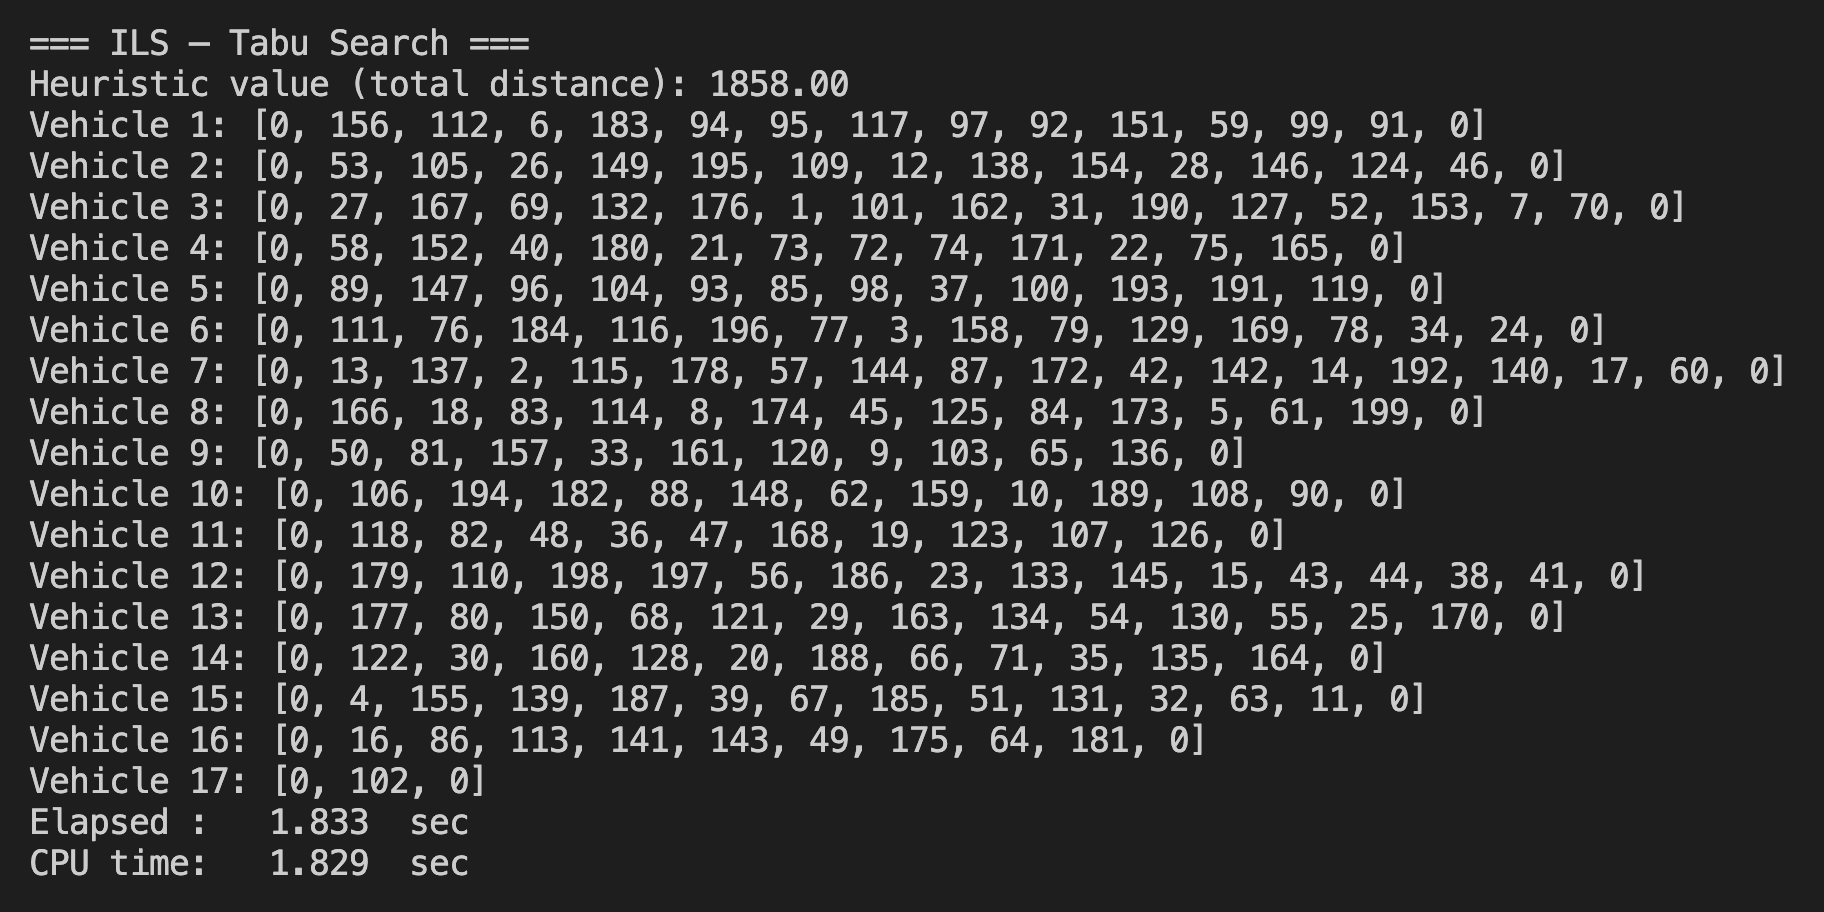 === ILS – Tabu Search ===
Heuristic value (total distance): 1858.00
Vehicle 1: [0, 156, 112, 6, 183, 94, 95, 117, 97, 92, 151, 59, 99, 91, 0]
Vehicle 2: [0, 53, 105, 26, 149, 195, 109, 12, 138, 154, 28, 146, 124, 46, 0]
Vehicle 3: [0, 27, 167, 69, 132, 176, 1, 101, 162, 31, 190, 127, 52, 153, 7, 70, 0]
Vehicle 4: [0, 58, 152, 40, 180, 21, 73, 72, 74, 171, 22, 75, 165, 0]
Vehicle 5: [0, 89, 147, 96, 104, 93, 85, 98, 37, 100, 193, 191, 119, 0]
Vehicle 6: [0, 111, 76, 184, 116, 196, 77, 3, 158, 79, 129, 169, 78, 34, 24, 0]
Vehicle 7: [0, 13, 137, 2, 115, 178, 57, 144, 87, 172, 42, 142, 14, 192, 140, 17, 60, 0]
Vehicle 8: [0, 166, 18, 83, 114, 8, 174, 45, 125, 84, 173, 5, 61, 199, 0]
Vehicle 9: [0, 50, 81, 157, 33, 161, 120, 9, 103, 65, 136, 0]
Vehicle 10: [0, 106, 194, 182, 88, 148, 62, 159, 10, 189, 108, 90, 0]
Vehicle 11: [0, 118, 82, 48, 36, 47, 168, 19, 123, 107, 126, 0]
Vehicle 12: [0, 179, 110, 198, 197, 56, 186, 23, 133, 145, 15, 43, 44, 38, 41, 0]
Vehicle 13: [0, 177, 80, 150, 68, 121, 29, 163, 134, 54, 130, 55, 25, 170, 0]
Vehicle 14: [0, 122, 30, 160, 128, 20, 188, 66, 71, 35, 135, 164, 0]
Vehicle 15: [0, 4, 155, 139, 187, 39, 67, 185, 51, 131, 32, 63, 11, 0]
Vehicle 16: [0, 16, 86, 113, 141, 143, 49, 175, 64, 181, 0]
Vehicle 17: [0, 102, 0]
Elapsed :   1.833  sec
CPU time:   1.829  sec